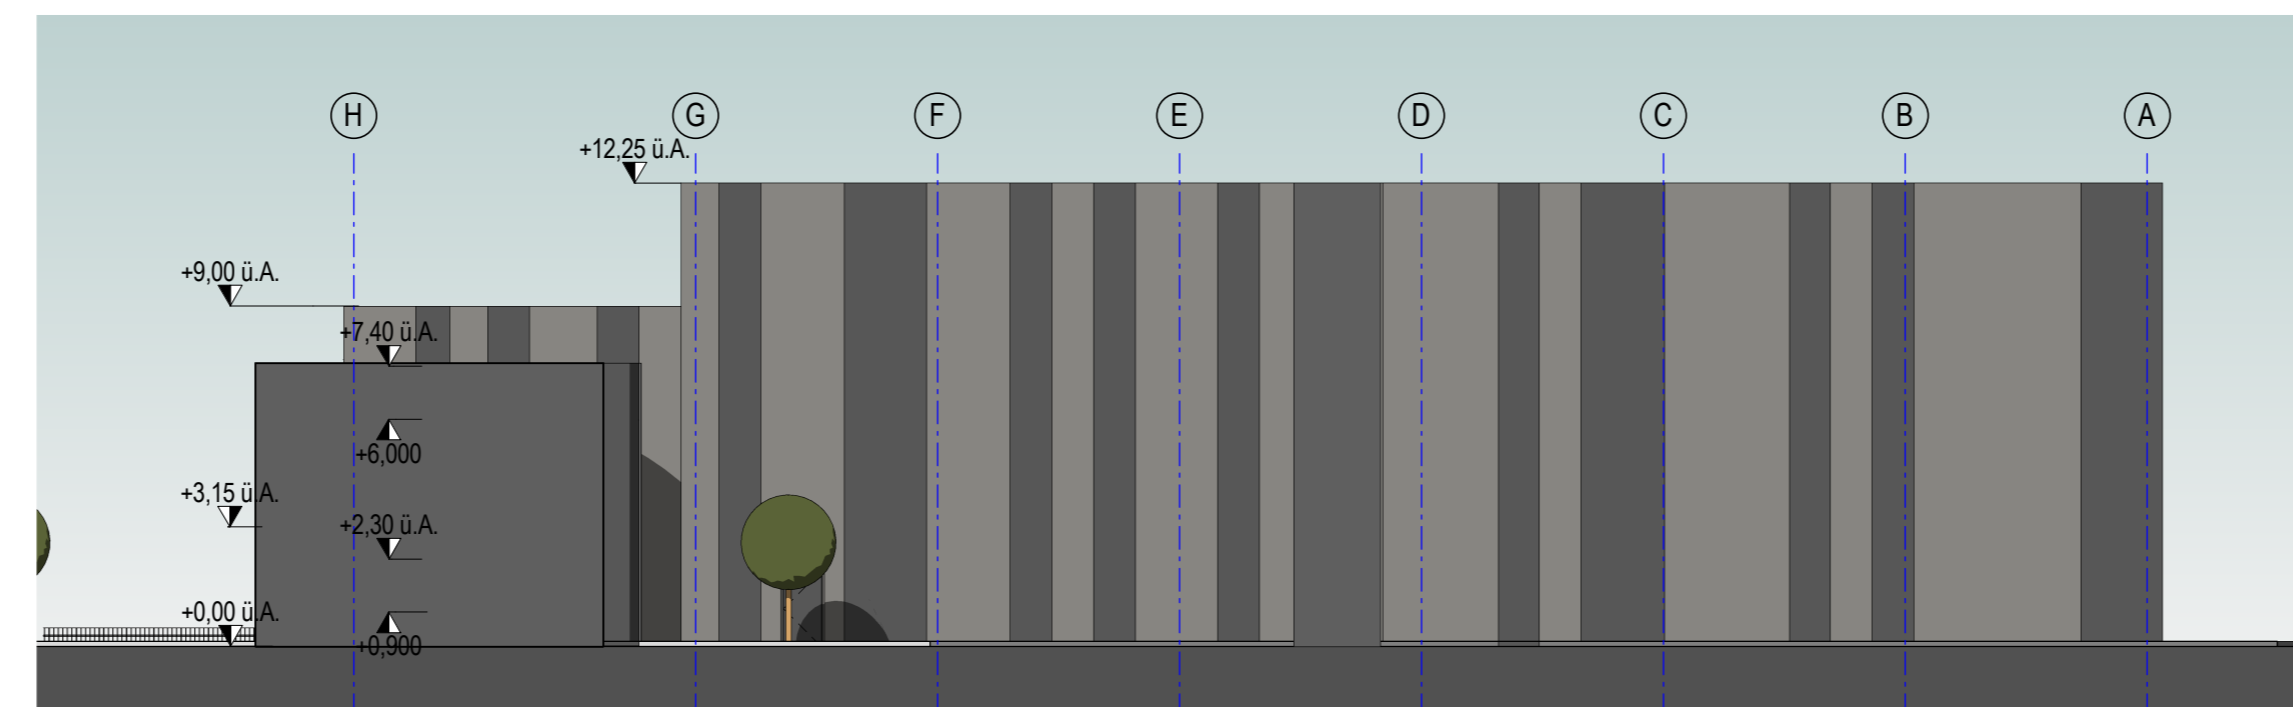 H
G
F
E
D
C
B
A
+12,25 ü.A.
+9,00 ü.A.
+7,40 ü.A.
+6,000
+3,15 ü.A.
+2,30 ü.A.
+0,00 ü.A.
+0,900